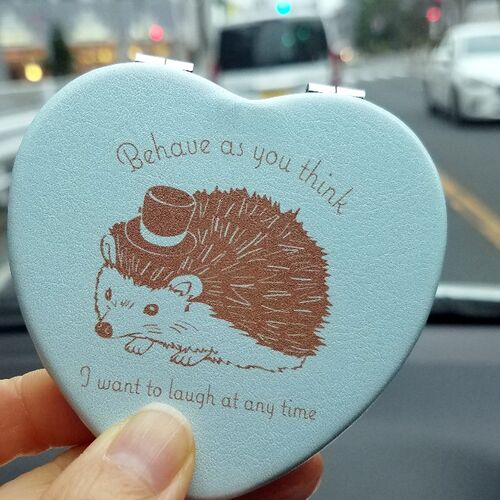 Behave as you think
I want to laugh at any time